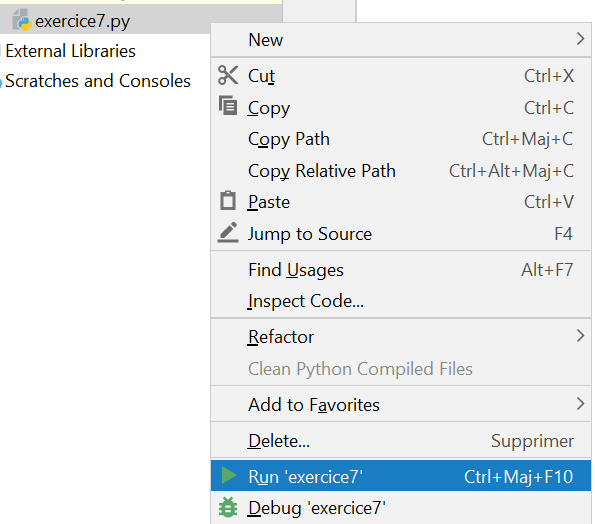 exercice7.py
External Libraries
Scratches and Consoles
New
Cut Ctrl+X
Copy Ctrl+C
Copy Path Ctrl+Maj+C
Copy Relative Path Ctrl+Alt+Maj+C
Paste Ctrl+V
Jump to Source F4
Find Usages Alt+F7
Inspect Code...
Refactor
Clean Python Compiled Files
Add to Favorites
Delete... Supprimer
Run 'exercice7' Ctrl+Maj+F10
Debug 'exercice7'